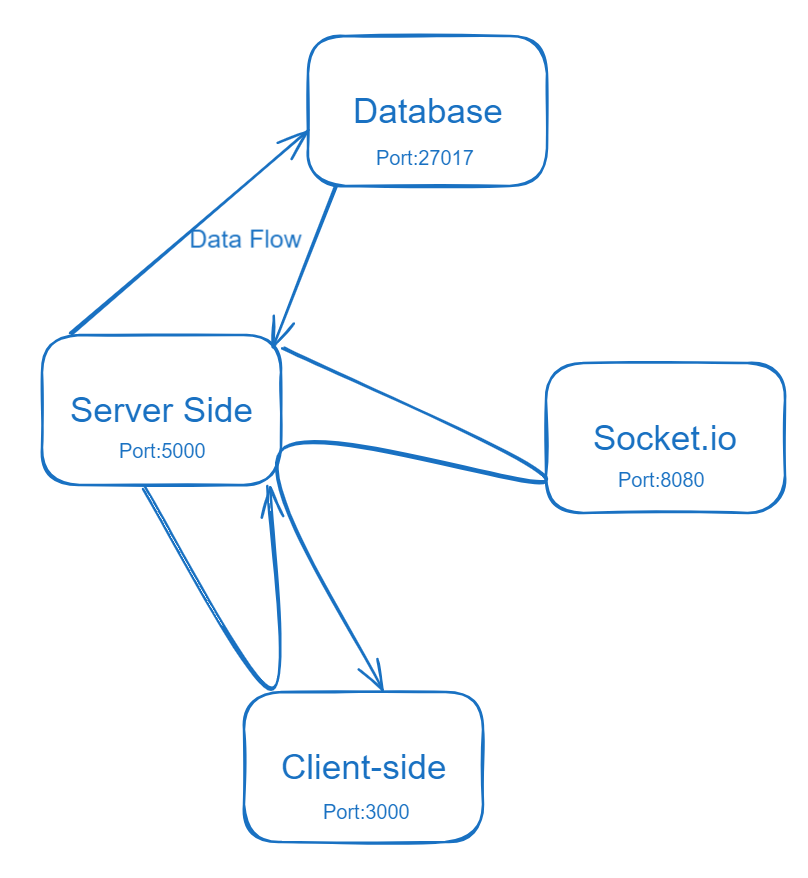 Database
Port:27017
Data Flow
Server Side
Port:5000
Socket.io
Port:8080
Client-side
Port:3000